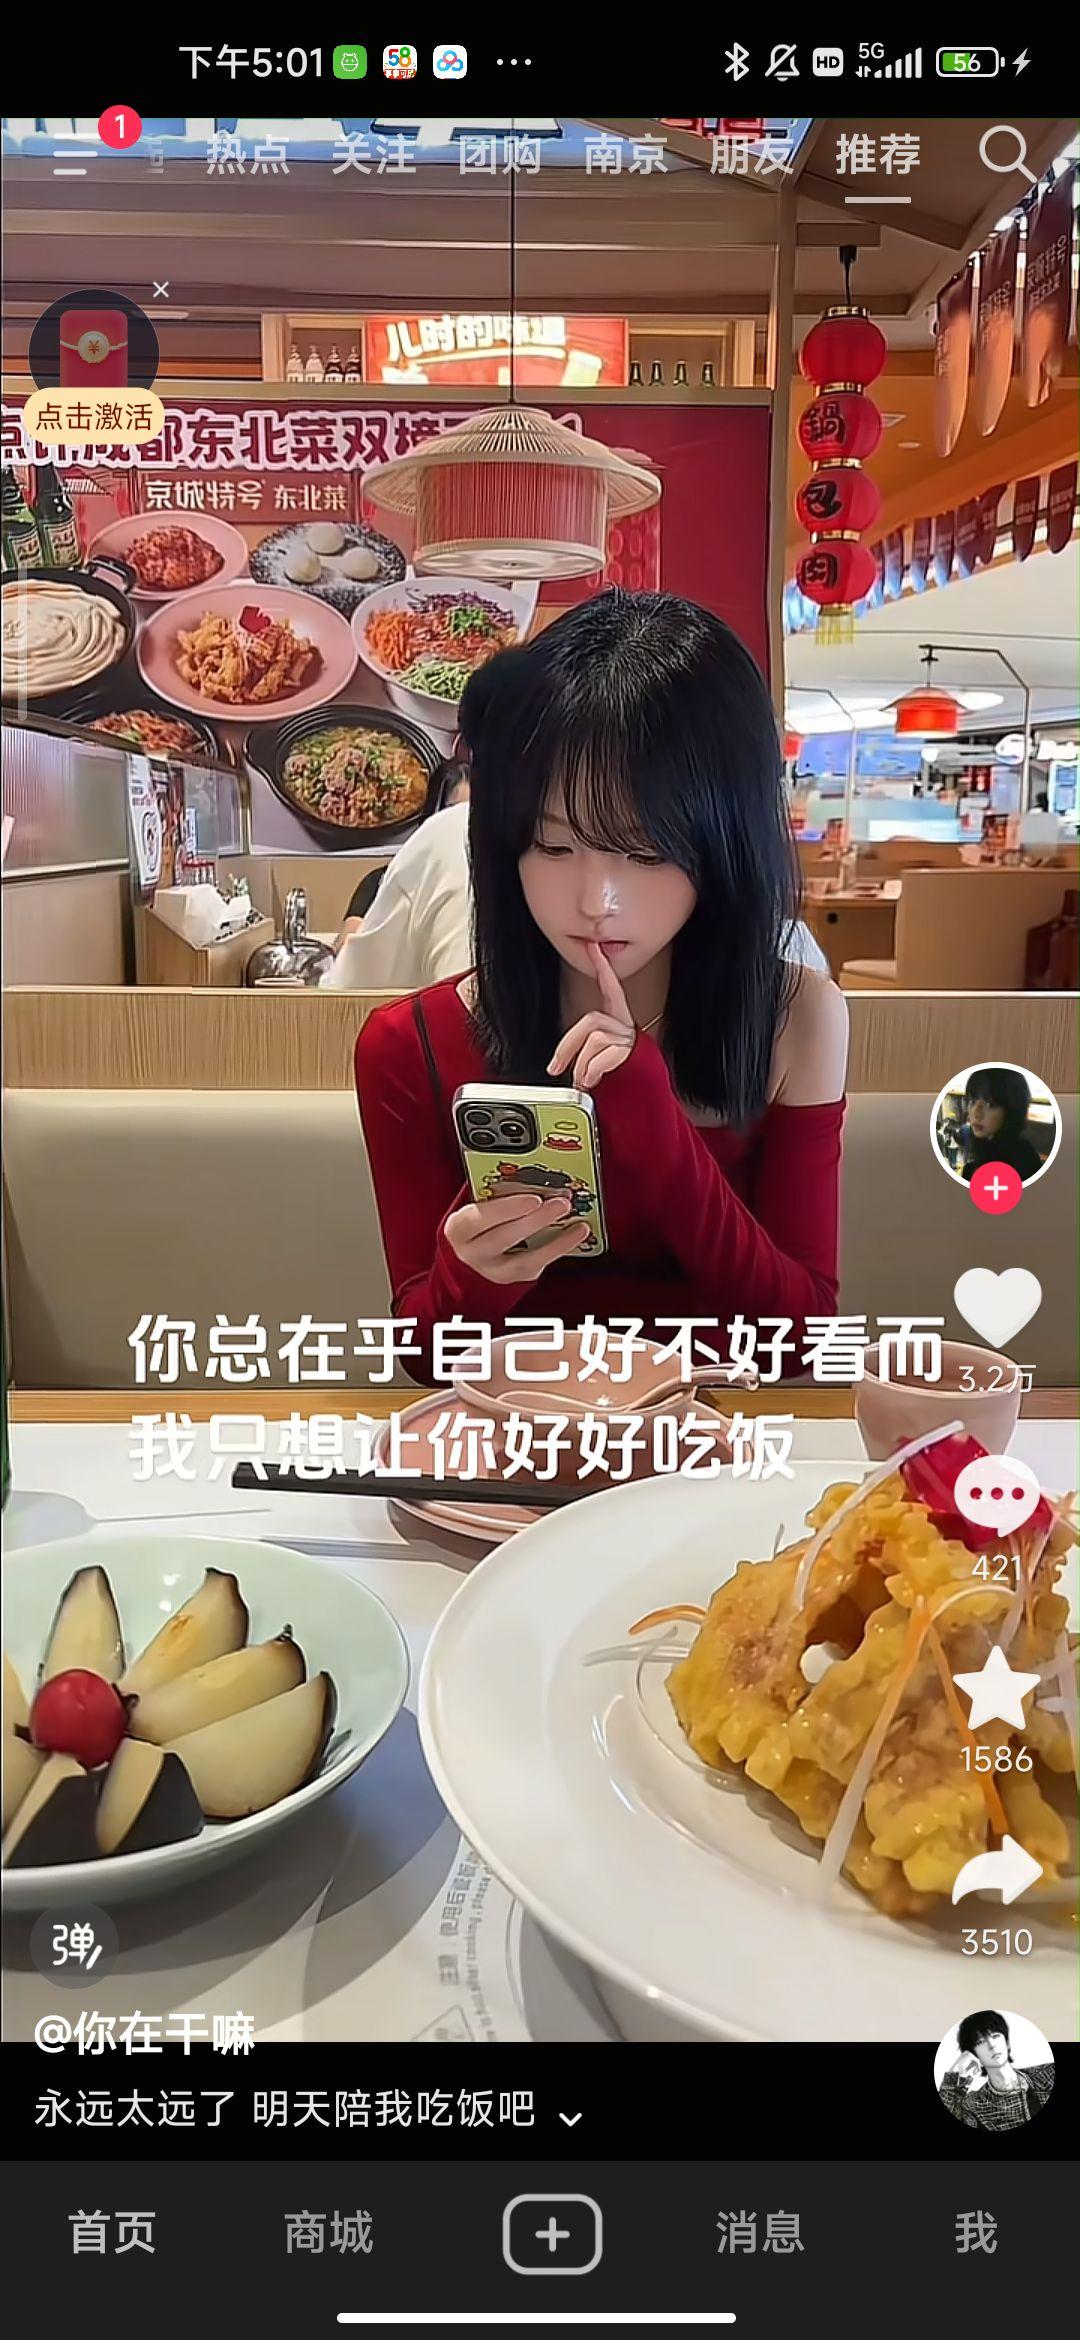 下午5:01
58
HD
5G
56
1
热点 关注 团购 南京 朋友 推荐
儿时的味道
点击激活
都东北菜双椒
京城特号 东北菜
鍋
包
肉
你总在乎自己好不好看而
我只想让你好好吃饭
3.2万
421
1586
3510
弹
@你在干嘛
永远太远了 明天陪我吃饭吧
首页 商城 消息 我